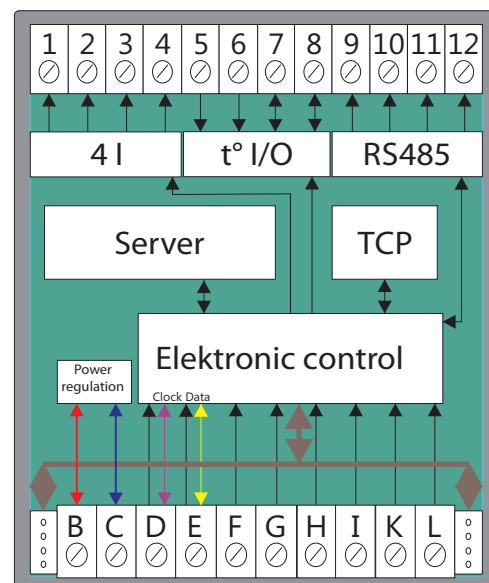 1 2 3 4 5 6 7 8 9 10 11 12
4 I t° I/O RS485
Server TCP
Elektronic control
Power
regulation
Clock Data
B C D E F G H I K L